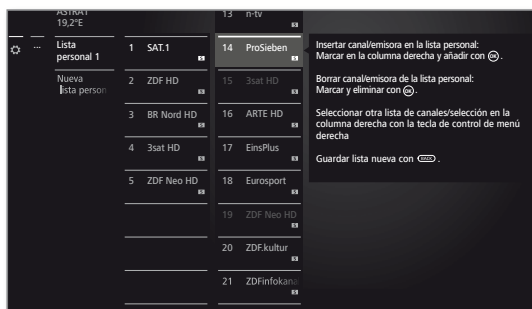 ASTRA1
19,2°E
Lista
personal 1
Nueva
lista person
1 SAT.1
2 ZDF HD
3 BR Nord HD
4 3sat HD
5 ZDF Neo HD
13 n-tv
14 ProSieben
15 3sat HD
16 ARTE HD
17 EinsPlus
18 Eurosport
19 ZDF Neo HD
20 ZDF.kultur
21 ZDFinfokana
Insertar canal/emisora en la lista personal:
Marcar en la columna derecha y añadir con OK.
Borrar canal/emisora de la lista personal:
Marcar y eliminar con OK.
Seleccionar otra lista de canales/selección en la
columna derecha con la tecla de control de menú
derecha
Guardar lista nueva con BACK.